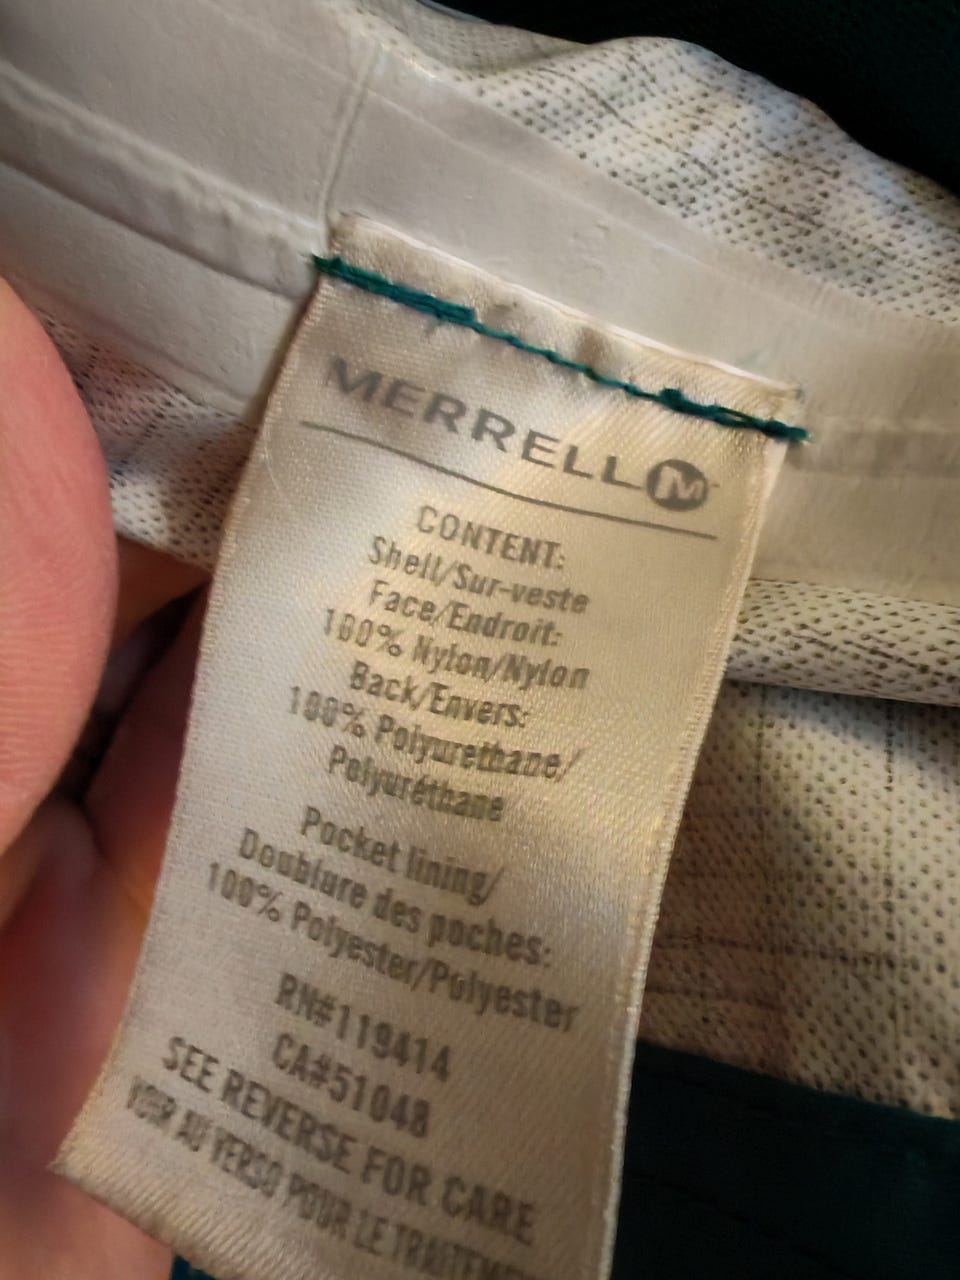 MERRELL M
CONTENT:
Shell/Sur-veste
Face/Endroit:
100% Nylon/Nylon
Back/Envers:
100% Polyurethane/
Polyuréthane
Pocket lining/
Doublure des poches:
100% Polyester/Polyester
RN#119414
CA#51048
SEE REVERSE FOR CARE
VOIR AU VERSO POUR LE TRAITEM